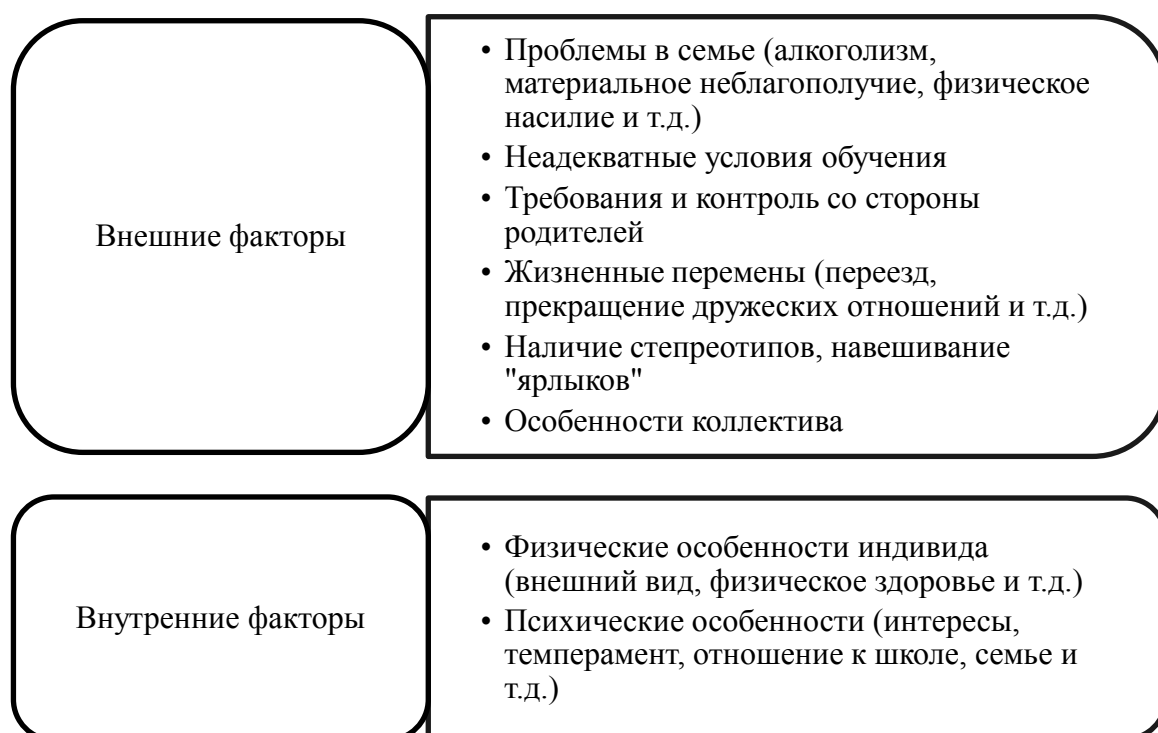 Внешние факторы
• Проблемы в семье (алкоголизм,
материальное неблагополучие, физическое
насилие и т.д.)
• Неадекватные условия обучения
• Требования и контроль со стороны
родителей
• Жизненные перемены (переезд,
прекращение дружеских отношений и т.д.)
• Наличие степреотипов, навешивание
"ярлыков"
• Особенности коллектива
Внутренние факторы
• Физические особенности индивида
(внешний вид, физическое здоровье и т.д.)
• Психические особенности (интересы,
темперамент, отношение к школе, семье и
т.д.)